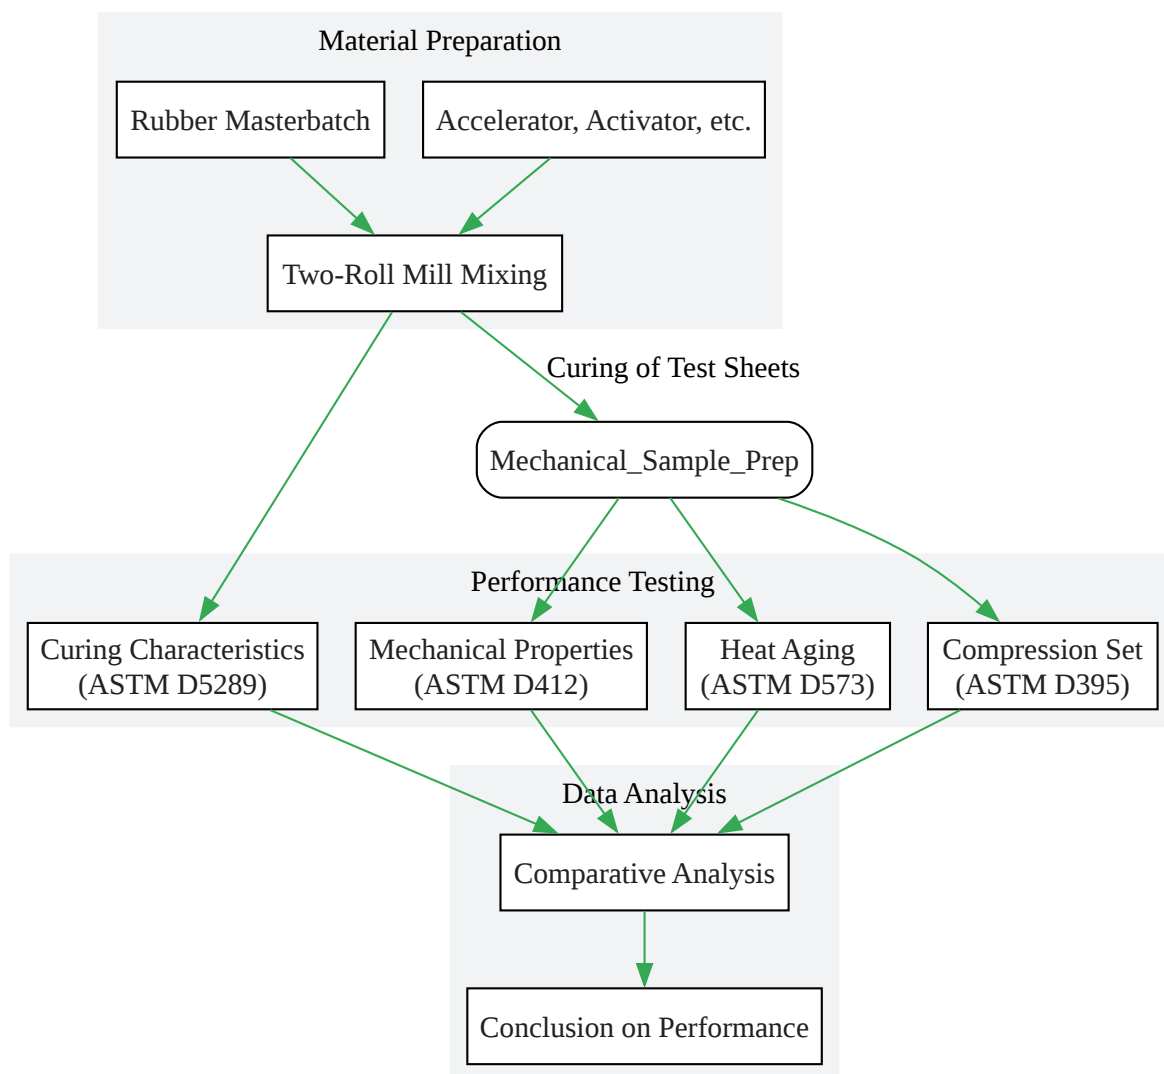 Material Preparation
Rubber Masterbatch
Accelerator, Activator, etc.
Two-Roll Mill Mixing
Curing of Test Sheets
Mechanical_Sample_Prep
Performance Testing
Curing Characteristics
(ASTM D5289)
Mechanical Properties
(ASTM D412)
Heat Aging
(ASTM D573)
Compression Set
(ASTM D395)
Data Analysis
Comparative Analysis
Conclusion on Performance